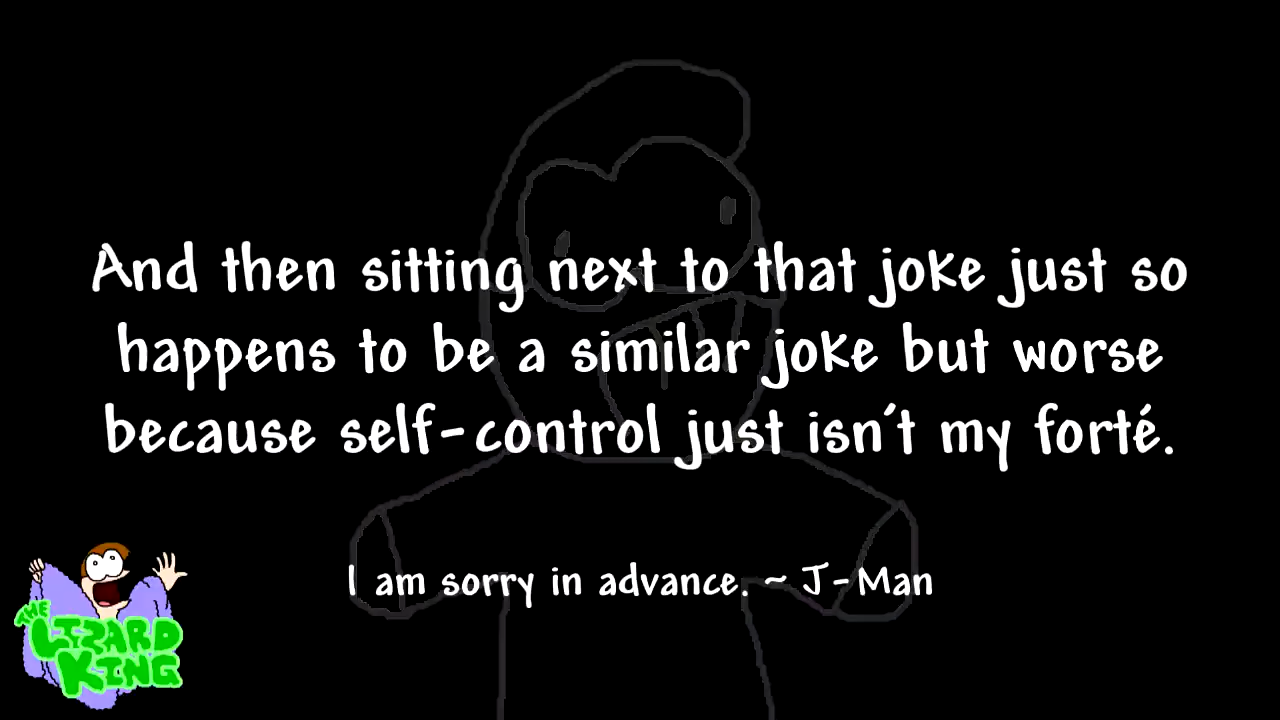 And then sitting next to that joke just so
happens to be a similar joke but worse
because self-control just isn't my forté.
I am sorry in advance. ~ J-Man
THE
LIZARD
KING